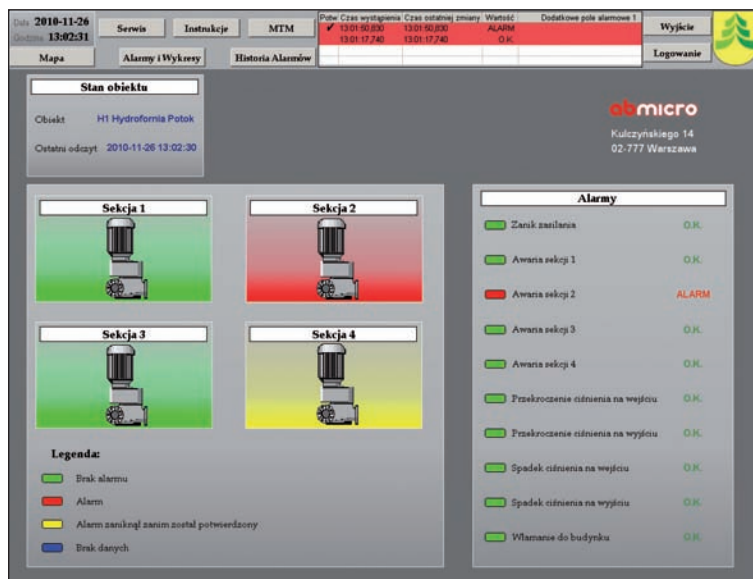 Data 2010-11-26
Godzina 13:02:31
Serwis Instrukcje MTM
Mapa Alarmy i Wykresy Historia Alarmów
Potw Czas wystąpienia Czas ostatniej zmiany Wartość Dodatkowe pole alarmowe 1
13:01:50,830 13:01:50,830 ALARM
13:01:17,740 13:01:17,740 O.K.
Wyjście
Logowanie
Stan obiektu
Obiekt H1 Hydrofornia Potok
Ostatni odczyt 2010-11-26 13:02:30
abmicro
Kulczyńskiego 14
02-777 Warszawa
Sekcja 1
Sekcja 2
Sekcja 3
Sekcja 4
Legenda:
Brak alarmu
Alarm
Alarm zaniknął zanim został potwierdzony
Brak danych
Alarmy
Zanik zasilania O.K.
Awaria sekcji 1 O.K.
Awaria sekcji 2 ALARM
Awaria sekcji 3 O.K.
Awaria sekcji 4 O.K.
Przekroczenie ciśnienia na wejściu O.K.
Przekroczenie ciśnienia na wyjściu O.K.
Spadek ciśnienia na wejściu O.K.
Spadek ciśnienia na wyjściu O.K.
Włamanie do budynku O.K.